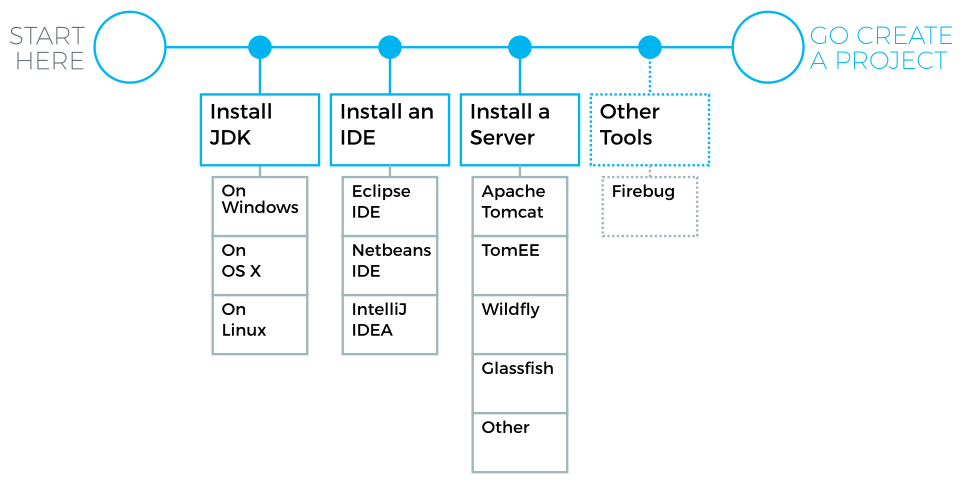 START
HERE
GO CREATE
A PROJECT
Install
JDK
Install an
IDE
Install a
Server
Other
Tools
On
Windows
On
OS X
On
Linux
Eclipse
IDE
Netbeans
IDE
IntelliJ
IDEA
Apache
Tomcat
TomEE
Wildfly
Glassfish
Other
Firebug